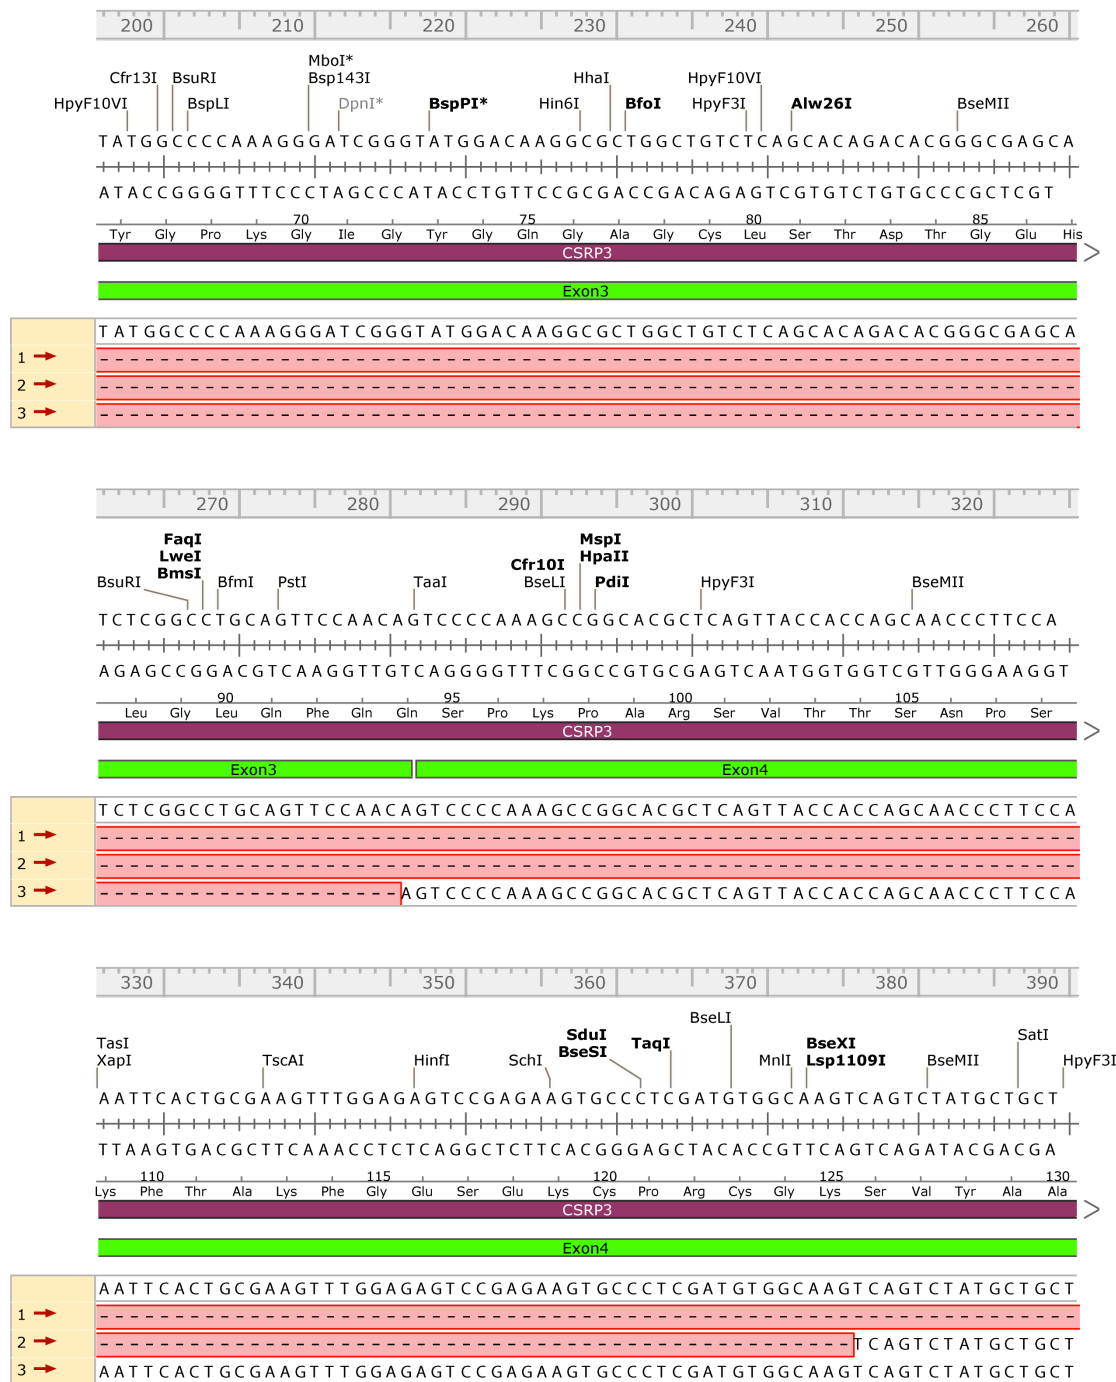 200 210 220 230 240 250 260
MboI*
Cfr13I BsuRI Bsp143I HhaI HpyF10VI
HpyF10VI BspLI DpnI* BspPI* Hin6I BfoI HpyF3I Alw26I BseMII
TATGGCCCCAAAGGGATCGGGTATGGACAAGGCGCTGGCTGTCTCAGCACAGACACGGGCGAGCA
ATACCGGGGTTTCCCTAGCCCATACCTGTTCCGCGACCGACAGAGTCGTGTCTGTGCCCGCTCGT
70 75 80 85
Tyr Gly Pro Lys Gly Ile Gly Tyr Gly Gln Gly Ala Gly Cys Leu Ser Thr Asp Thr Gly Glu His
CSRP3
Exon3
TATGGCCCCAAAGGGATCGGGTATGGACAAGGCGCTGGCTGTCTCAGCACAGACACGGGCGAGCA
1 -----------------------------------------------------------------
2 -----------------------------------------------------------------
3 -----------------------------------------------------------------
270 280 290 300 310 320
FaqI MspI
LweI Cfr10I HpaII
BsuRI BmsI BfmI PstI TaaI BseLI PdiI HpyF3I BseMII
TCTCGGCCTGCAGTTCCAACAGTCCCCAAAGCCGGCACGCTCAGTTACCACCAGCAACCCTTCCA
AGAGCCGGACGTCAAGGTTGTCAGGGGTTTCGGCCGTGCGAGTCAATGGTGGTCGTTGGGAAGGT
90 95 100 105
Leu Gly Leu Gln Phe Gln Gln Ser Pro Lys Pro Ala Arg Ser Val Thr Thr Ser Asn Pro Ser
CSRP3
Exon3 Exon4
TCTCGGCCTGCAGTTCCAACAGTCCCCAAAGCCGGCACGCTCAGTTACCACCAGCAACCCTTCCA
1 -----------------------------------------------------------------
2 -----------------------------------------------------------------
3 --------------------AGTCCCCAAAGCCGGCACGCTCAGTTACCACCAGCAACCCTTCCA
330 340 350 360 370 380 390
BseLI
TasI SduI TaqI BseXI SatI
XapI TscAI HinfI SchI BseSI MnlI Lsp1109I BseMII HpyF3I
AATTCACTGCGAAGTTTGGAGAGTCCGAGAAGTGCCCTCGATGTGGCAAGTCAGTCTATGCTGCT
TTAAGTGACGCTTCAAACCTCTCAGGCTCTTCACGGGAGCTACACCGTTCAGTCAGATACGACGA
110 115 120 125 130
Lys Phe Thr Ala Lys Phe Gly Glu Ser Glu Lys Cys Pro Arg Cys Gly Lys Ser Val Tyr Ala Ala
CSRP3
Exon4
AATTCACTGCGAAGTTTGGAGAGTCCGAGAAGTGCCCTCGATGTGGCAAGTCAGTCTATGCTGCT
1 -----------------------------------------------------------------
2 --------------------------------------------------TCAGTCTATGCTGCT
3 AATTCACTGCGAAGTTTGGAGAGTCCGAGAAGTGCCCTCGATGTGGCAAGTCAGTCTATGCTGCT